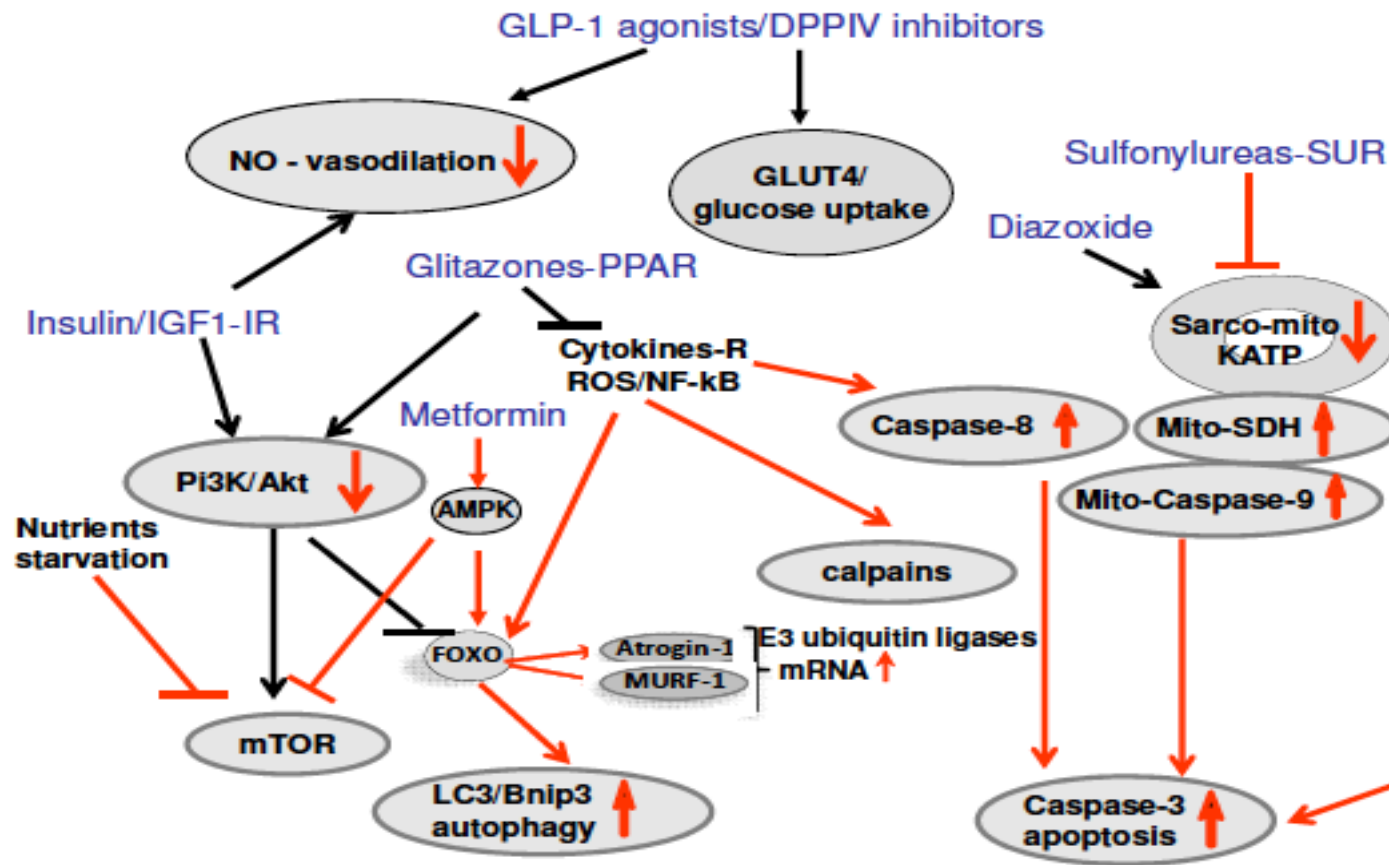 GLP-1 agonists/DPPIV inhibitors
NO - vasodilation
GLUT4/
glucose uptake
Sulfonylureas-SUR
Diazoxide
Glitazones-PPAR
Insulin/IGF1-IR
Sarco-mito
KATP
Cytokines-R
ROS/NF-kB
Metformin
Caspase-8
Mito-SDH
Pi3K/Akt
AMPK
Mito-Caspase-9
Nutrients
starvation
calpains
FOXO
Atrogin-1
MURF-1
E3 ubiquitin ligases
mRNA
mTOR
LC3/Bnip3
autophagy
Caspase-3
apoptosis